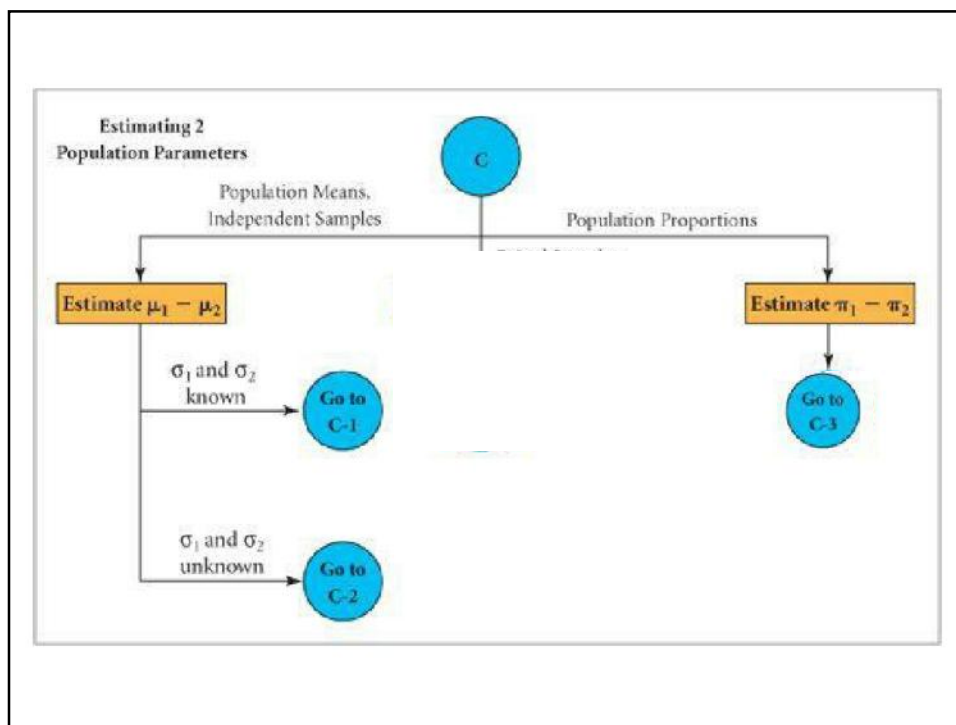 Estimating 2
Population Parameters
C
Population Means,
Independent Samples
Population Proportions
Estimate μ₁ − μ₂
Estimate π₁ − π₂
σ₁ and σ₂
known
Go to
C-1
Go to
C-3
σ₁ and σ₂
unknown
Go to
C-2